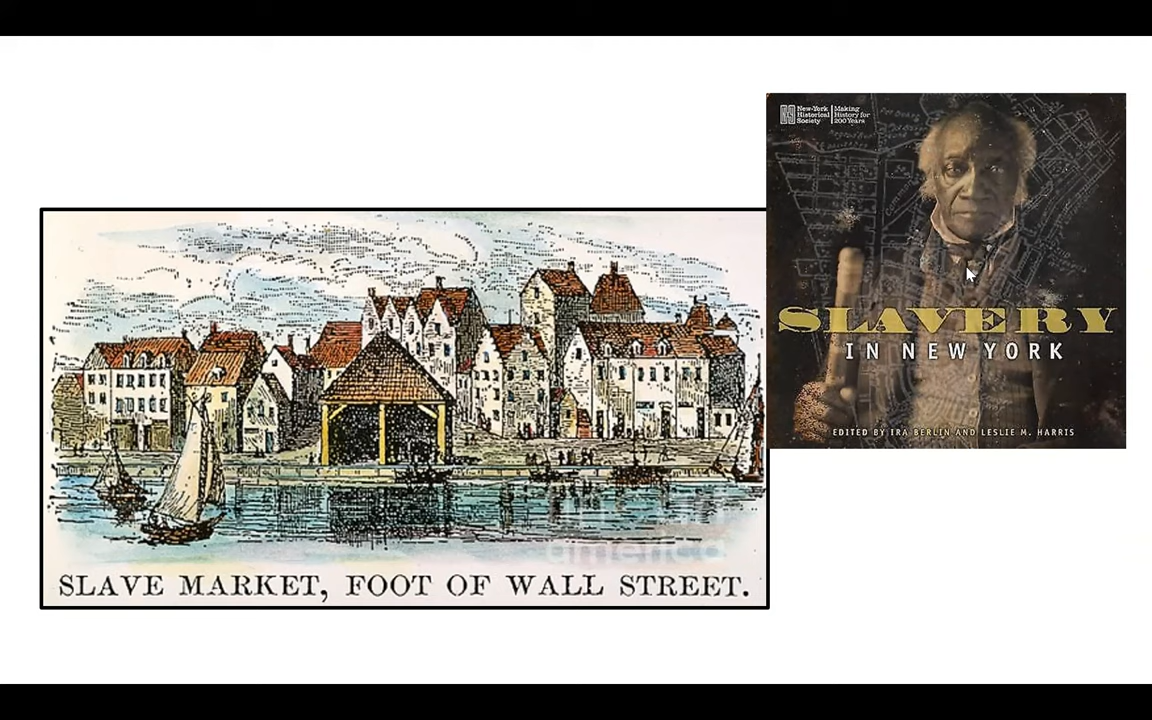 SLAVE MARKET, FOOT OF WALL STREET.
america
New-York
Historical
Society
Making
History for
200 Years
SLAVERY
IN NEW YORK
EDITED BY IRA BERLIN AND LESLIE M. HARRIS